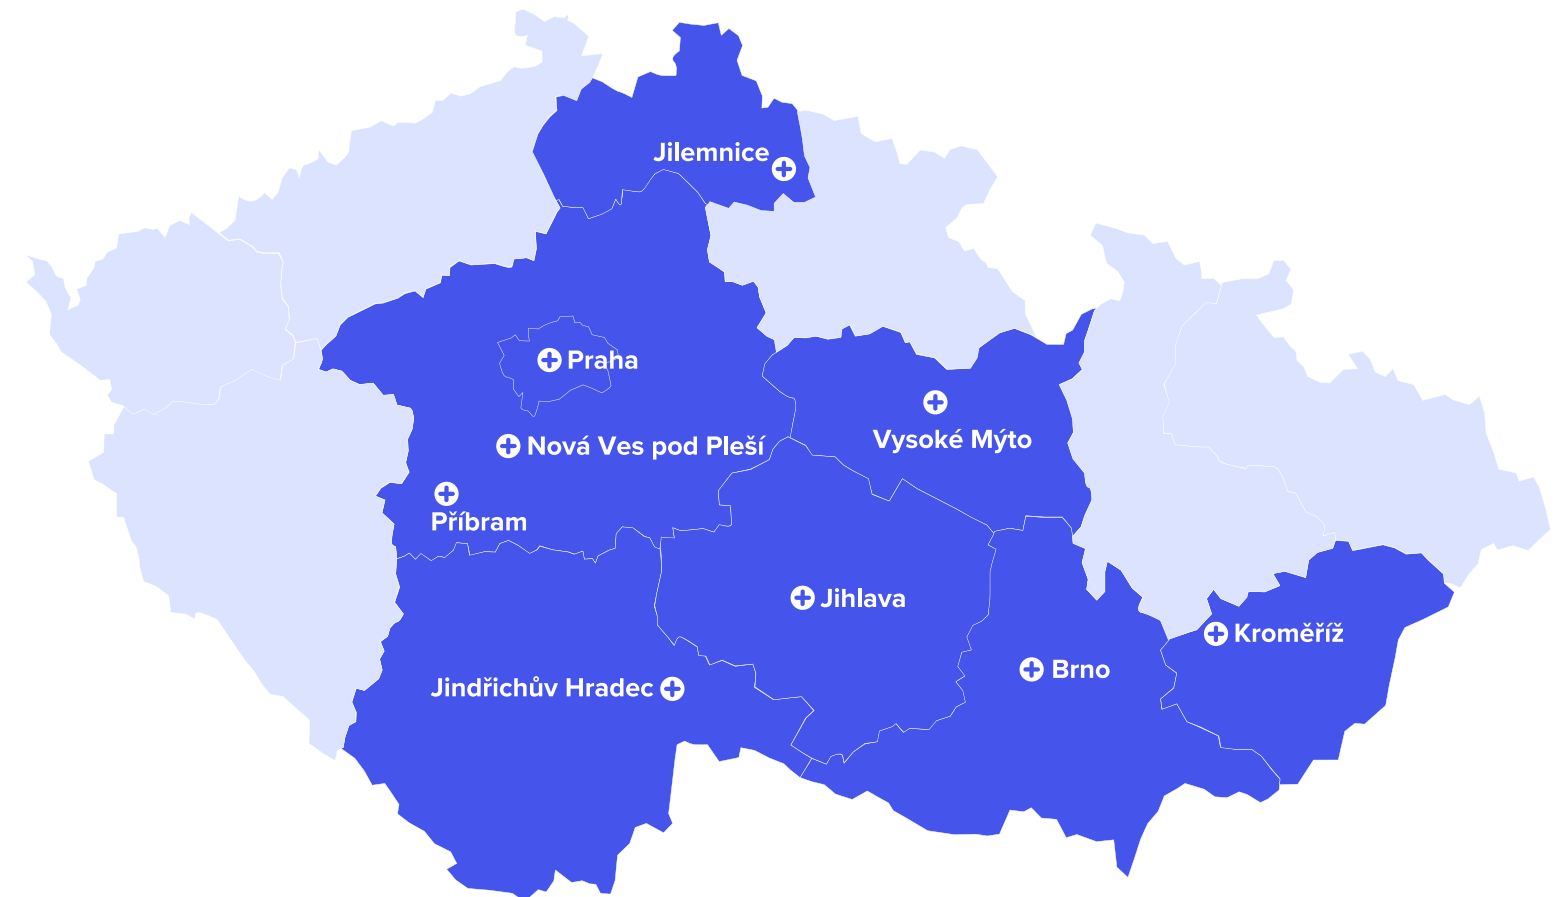 Jilemnice
Praha
Vysoké Mýto
Nová Ves pod Pleší
Příbram
Jihlava
Kroměříž
Brno
Jindřichův Hradec